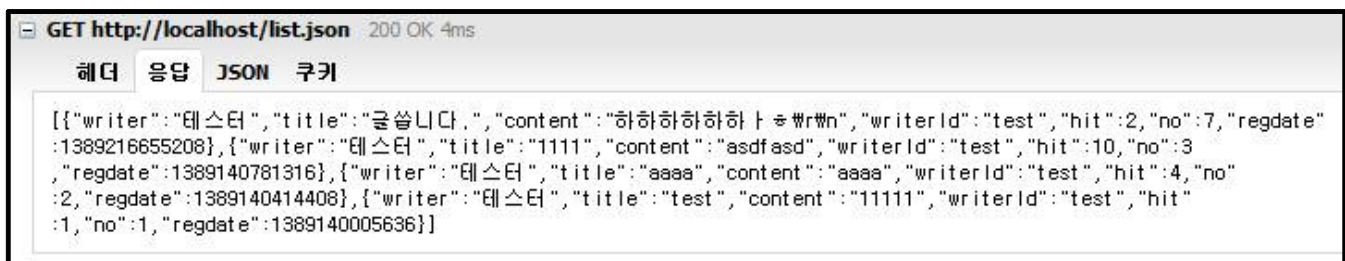 GET http://localhost/list.json 200 OK 4ms
헤더 응답 JSON 쿠키
[{"writer":"테스터","title":"글씁니다.","content":"하하하하하하ㅏㅎ₩r₩n","writerId":"test","hit":2,"no":7,"regdate"
:1389216655208},{"writer":"테스터","title":"1111","content":"asdfasd","writerId":"test","hit":10,"no":3
,"regdate":1389140781316},{"writer":"테스터","title":"aaaa","content":"aaaa","writerId":"test","hit":4,"no"
:2,"regdate":1389140414408},{"writer":"테스터","title":"test","content":"11111","writerId":"test","hit"
:1,"no":1,"regdate":1389140005636}]